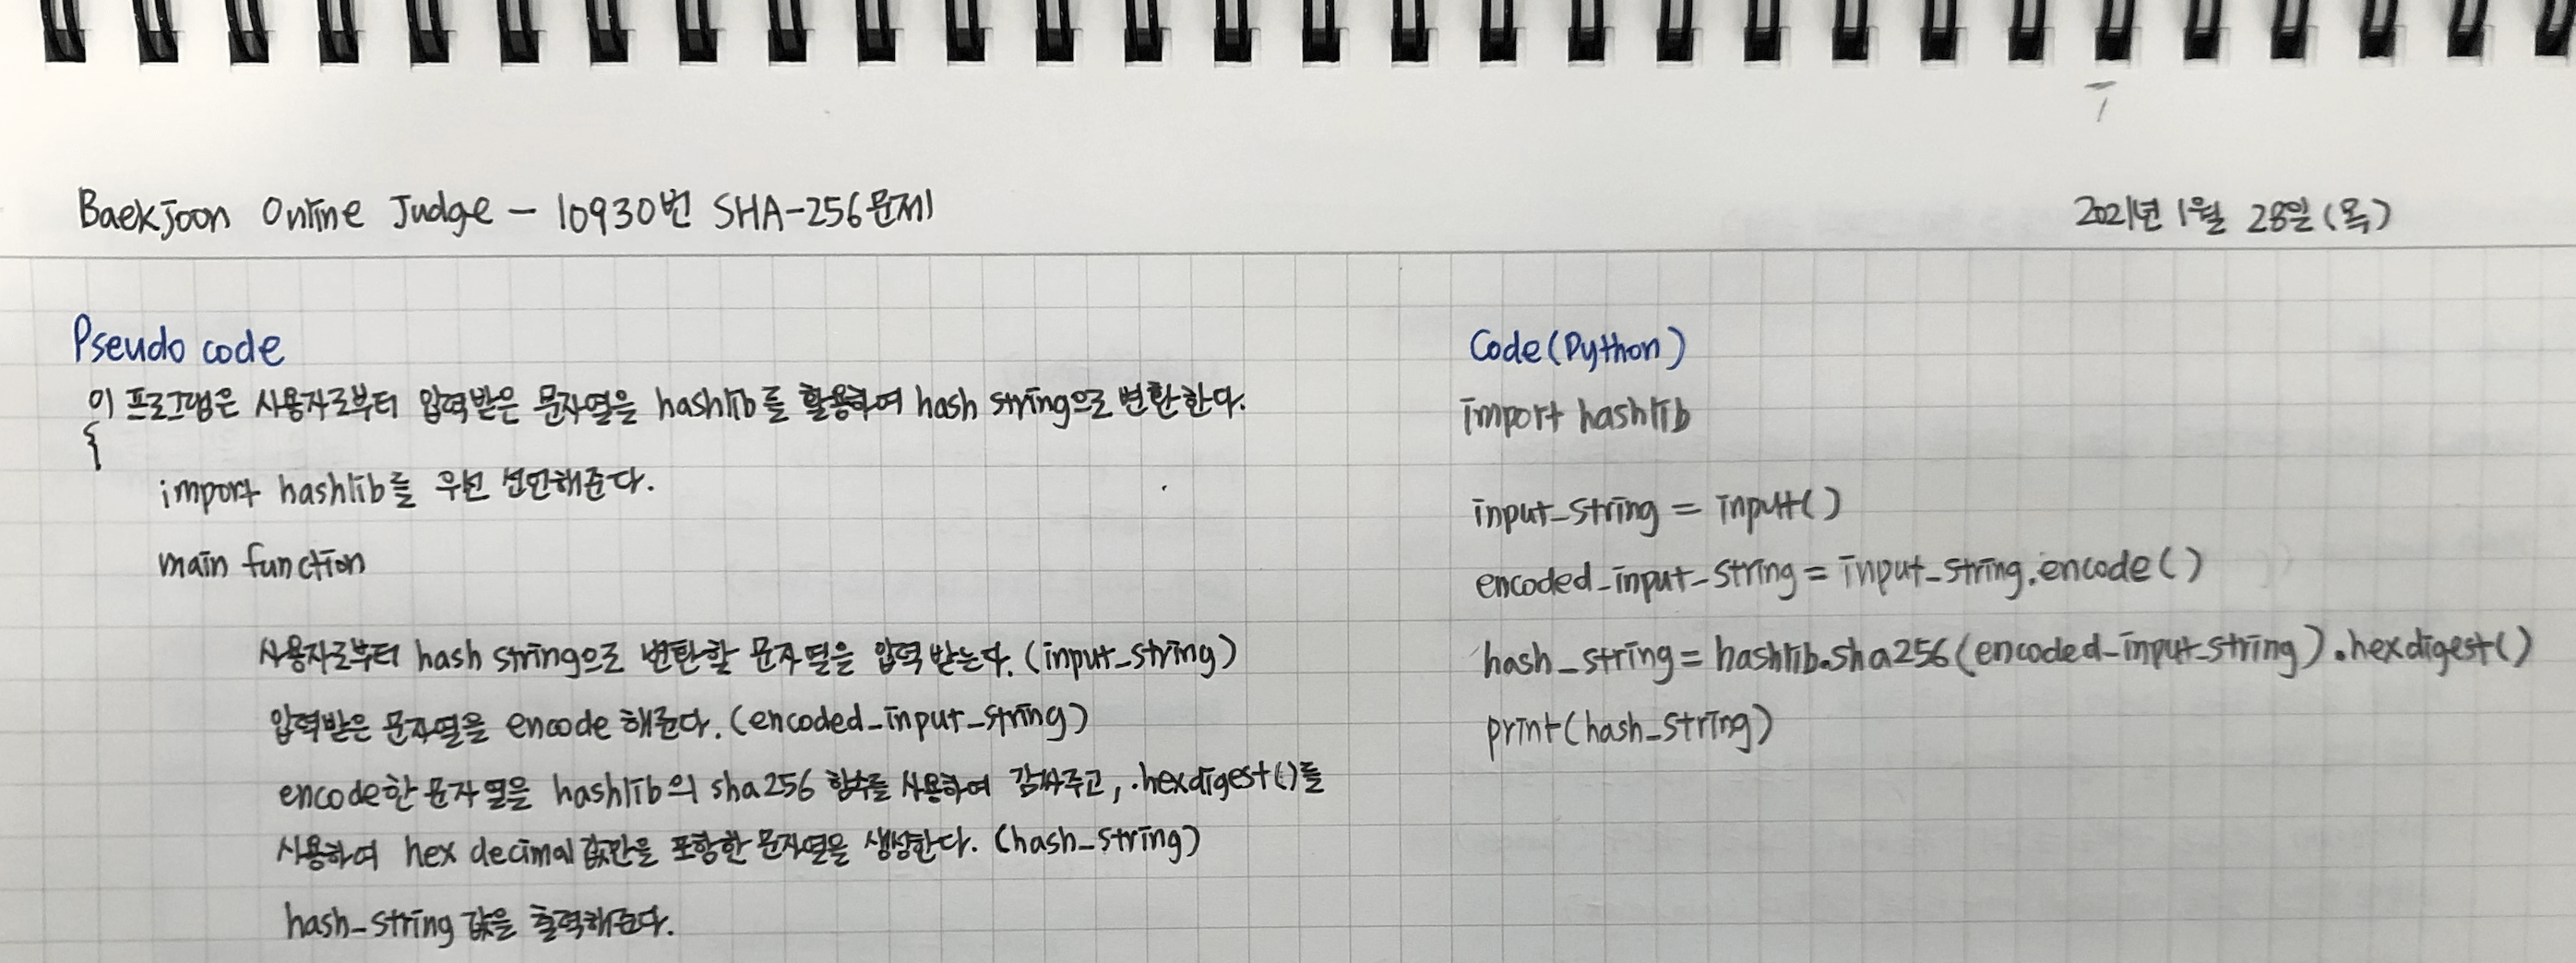 Baekjoon Online Judge - 10930번 SHA-256문제
2021년 1월 28일(목)
Pseudo code
이 프로그램은 사용자로부터 입력받은 문자열을 hashlib를 활용하여 hash string으로 변환한다.
{
import hashlib를 우선 선언해준다.
main function
사용자로부터 hash string으로 변환할 문자열을 입력 받는다. (input_string)
입력받은 문자열을 encode 해준다. (encoded_input_string)
encode한 문자열을 hashlib의 sha256 함수를 사용하여 감싸주고, .hexdigest()를
사용하여 hex decimal 값만을 포함한 문자열을 생성한다. (hash_string)
hash_string 값을 출력해준다.
Code(Python)
import hashlib
input_string = input()
encoded_input_string = input_string.encode()
hash_string = hashlib.sha256(encoded_input_string).hexdigest()
print(hash_string)